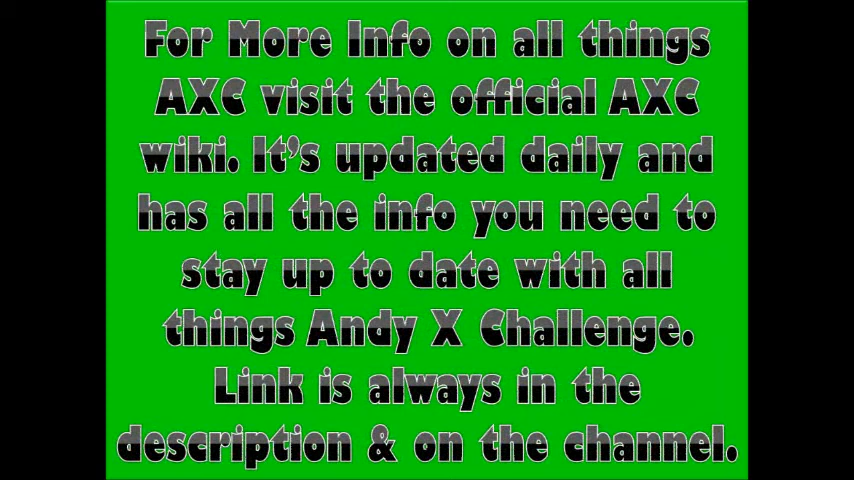 For More Info on all things
AXC visit the official AXC
wiki. It's updated daily and
has all the info you need to
stay up to date with all
things Andy X Challenge.
Link is always in the
description & on the channel.